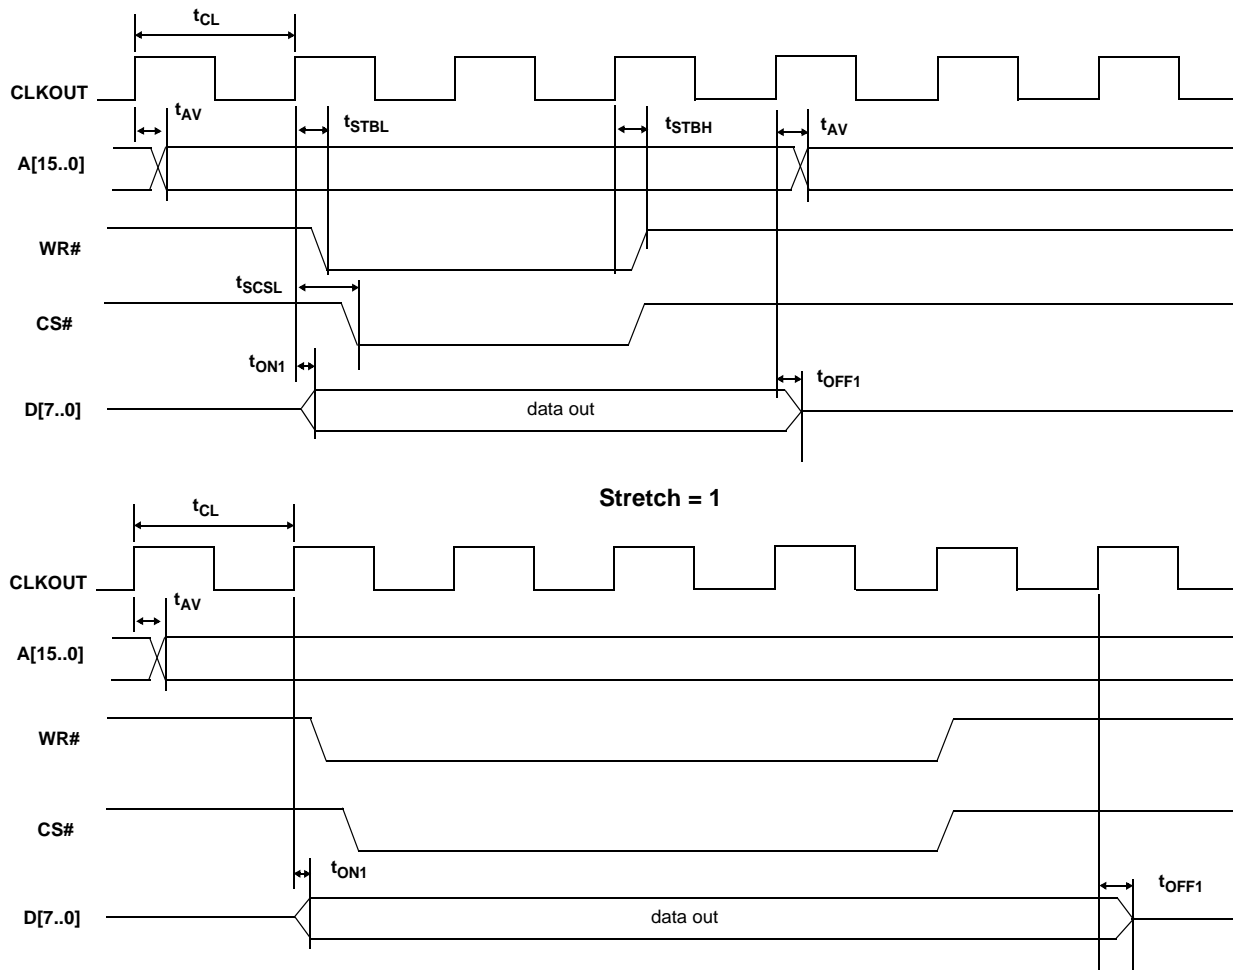 tCL
CLKOUT
tAV
tSTBL
tSTBH
tAV
A[15..0]
WR#
tSCSL
CS#
tON1
tOFF1
D[7..0]
data out
Stretch = 1
tCL
CLKOUT
tAV
A[15..0]
WR#
CS#
tON1
tOFF1
D[7..0]
data out